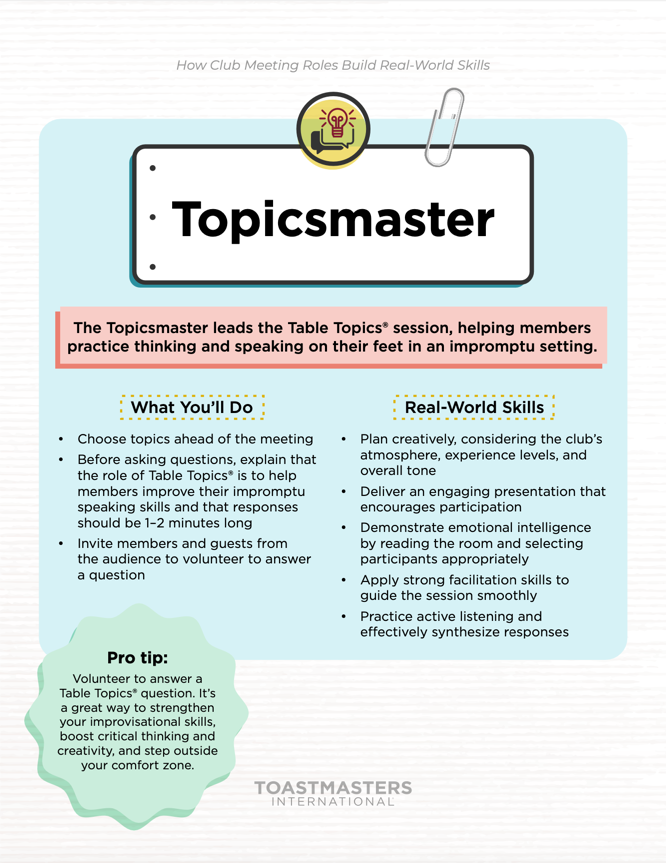 How Club Meeting Roles Build Real-World Skills
Topicsmaster
The Topicsmaster leads the Table Topics® session, helping members
practice thinking and speaking on their feet in an impromptu setting.
What You'll Do
• Choose topics ahead of the meeting
• Before asking questions, explain that
the role of Table Topics® is to help
members improve their impromptu
speaking skills and that responses
should be 1–2 minutes long
• Invite members and guests from
the audience to volunteer to answer
a question
Real-World Skills
• Plan creatively, considering the club's
atmosphere, experience levels, and
overall tone
• Deliver an engaging presentation that
encourages participation
• Demonstrate emotional intelligence
by reading the room and selecting
participants appropriately
• Apply strong facilitation skills to
guide the session smoothly
• Practice active listening and
effectively synthesize responses
Pro tip:
Volunteer to answer a
Table Topics® question. It's
a great way to strengthen
your improvisational skills,
boost critical thinking and
creativity, and step outside
your comfort zone.
TOASTMASTERS
INTERNATIONAL